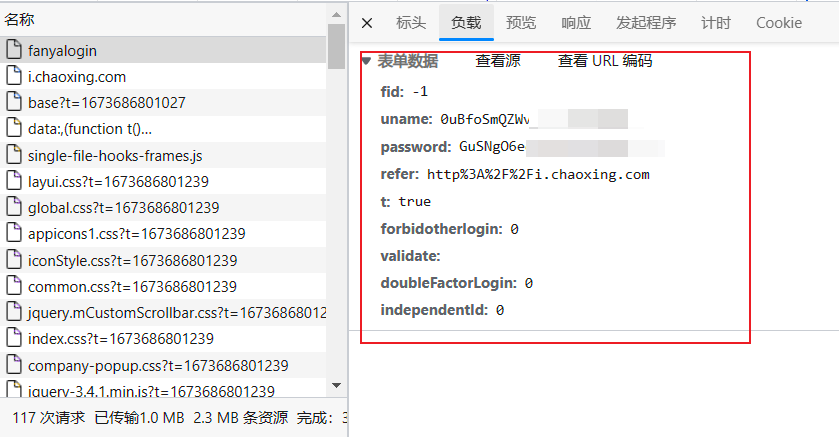 名称
fanyalogin
i.chaoxing.com
base?t=1673686801027
data:,(function t()...
single-file-hooks-frames.js
layui.css?t=1673686801239
global.css?t=1673686801239
appicons1.css?t=1673686801239
iconStyle.css?t=1673686801239
common.css?t=1673686801239
jquery.mCustomScrollbar.css?t=16736868012
index.css?t=1673686801239
company-popup.css?t=1673686801239
jquery-3.4.1.min.js?t=1673686801239
117 次请求 已传输1.0 MB 2.3 MB 条资源 完成: 3
标头 负载 预览 响应 发起程序 计时 Cookie
表单数据 查看源 查看 URL 编码
fid: -1
uname: 0uBfoSmQZWv
password: GuSNgO6e
refer: http%3A%2F%2Fi.chaoxing.com
t: true
forbidotherlogin: 0
validate:
doubleFactorLogin: 0
independentId: 0